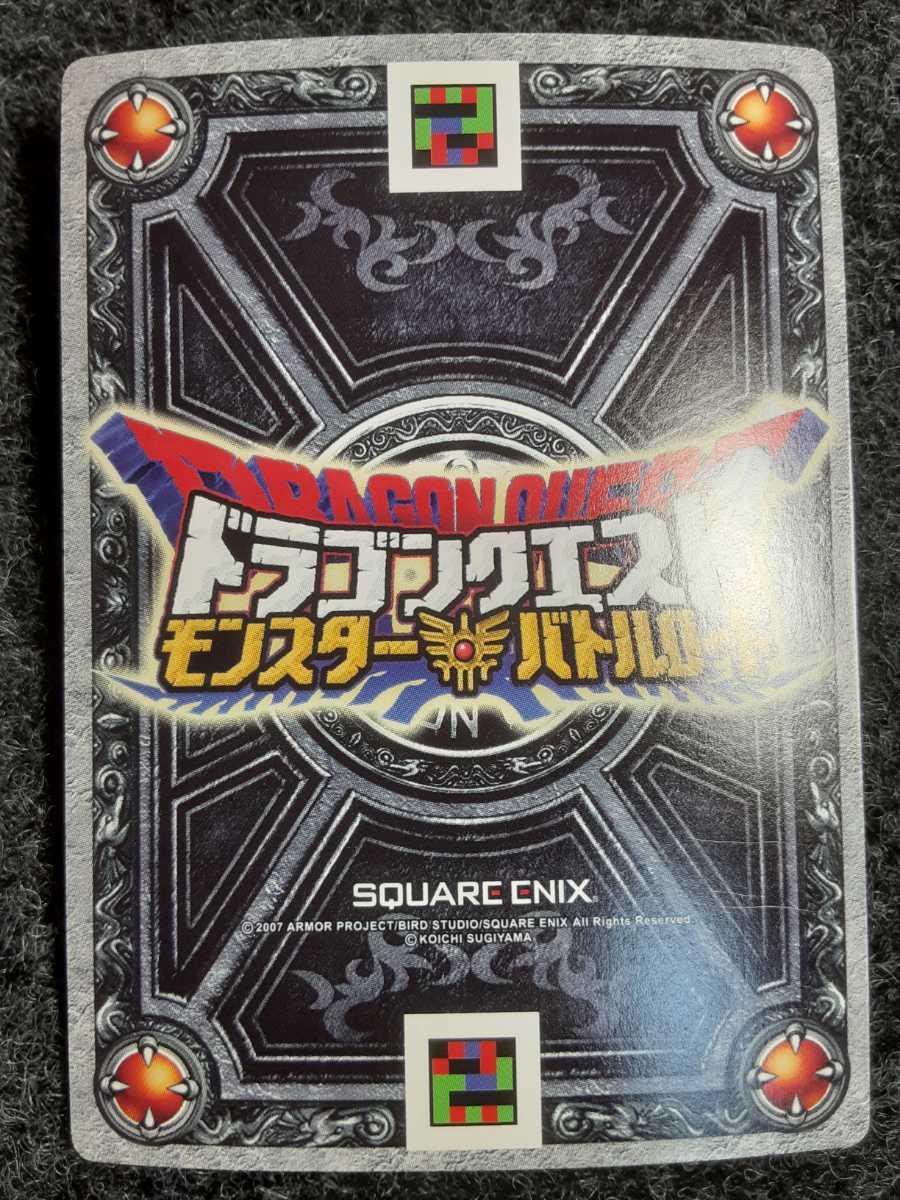 DRAGON QUEST
ドラゴンクエスト
モンスター バトルロード
SQUARE ENIX
©2007 ARMOR PROJECT/BIRD STUDIO/SQUARE ENIX All Rights Reserved.
©KOICHI SUGIYAMA